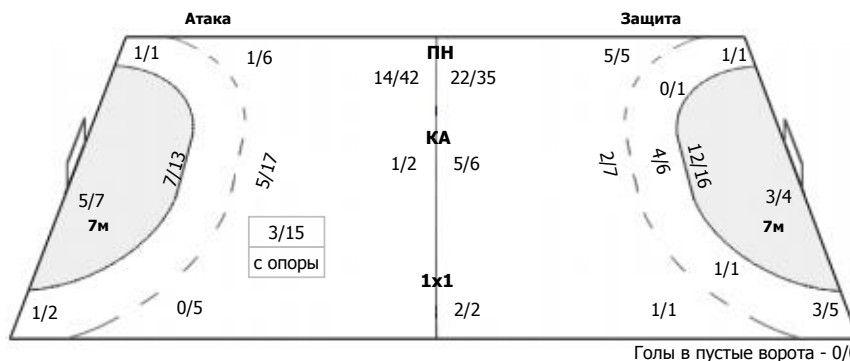 Атака Защита
1/1 1/6 ПН 5/5 1/1
14/42 22/35 0/1
КА
7/13 5/17 1/2 5/6 2/7 4/6 12/16
5/7 3/4
7м 7м
3/15
с опоры
1/1
1x1
1/2 0/5 2/2 1/1 3/5
Голы в пустые ворота - 0/